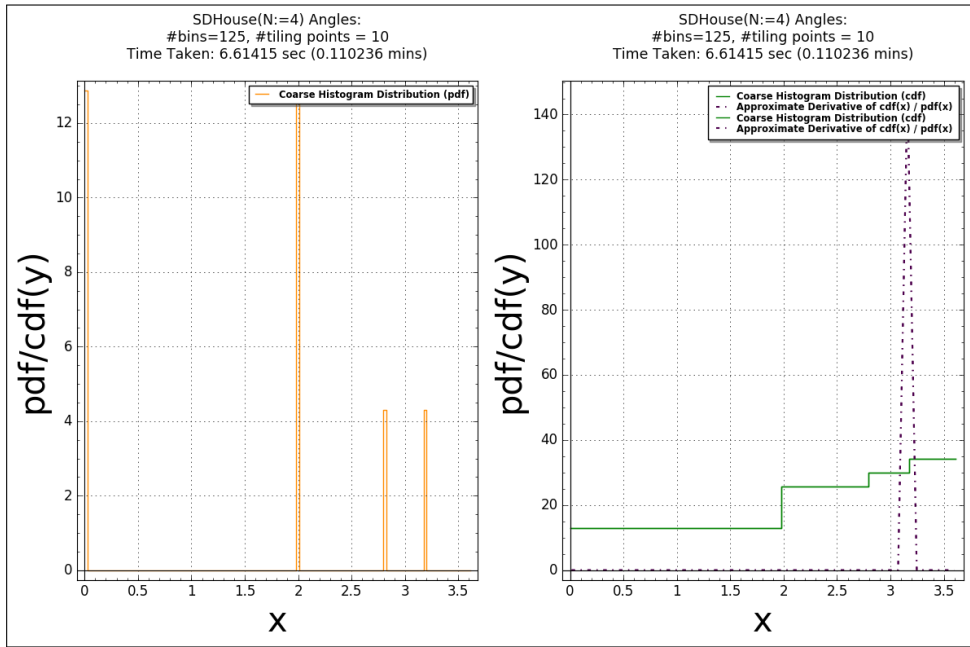 SDHouse(N:=4) Angles:
#bins=125, #tiling points = 10
Time Taken: 6.61415 sec (0.110236 mins)
Coarse Histogram Distribution (pdf)
12
10
8
6
4
2
0
pdf/cdf(y)
0 0.5 1 1.5 2 2.5 3 3.5
x
SDHouse(N:=4) Angles:
#bins=125, #tiling points = 10
Time Taken: 6.61415 sec (0.110236 mins)
Coarse Histogram Distribution (cdf)
Approximate Derivative of cdf(x) / pdf(x)
Coarse Histogram Distribution (cdf)
Approximate Derivative of cdf(x) / pdf(x)
140
120
100
80
60
40
20
0
pdf/cdf(y)
0 0.5 1 1.5 2 2.5 3 3.5
x